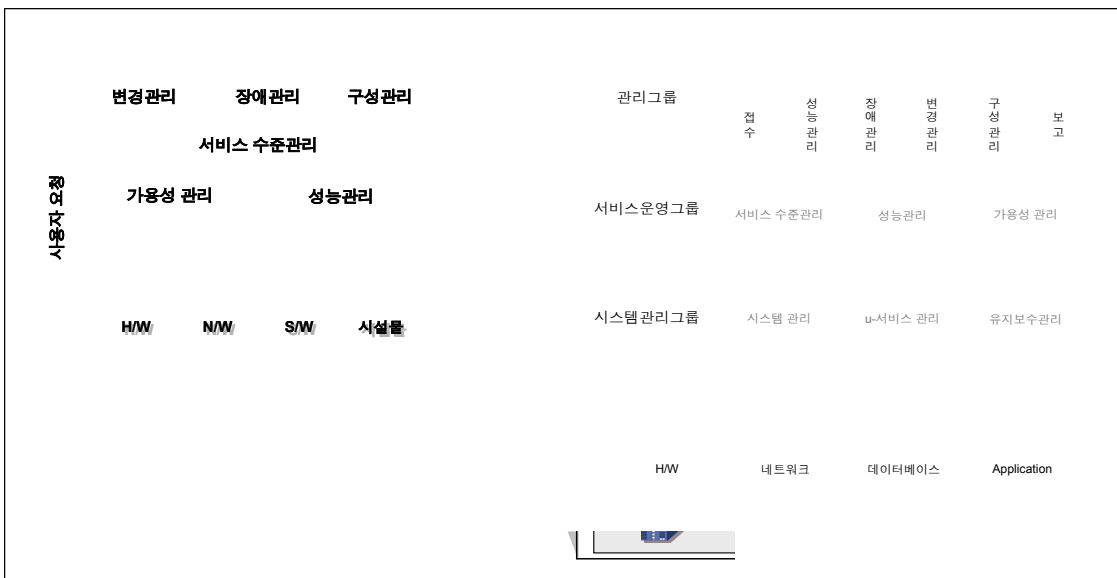 변경관리 장애관리 구성관리
서비스 수준관리
가용성 관리 성능관리
사용자 요청
H/W N/W S/W 시설물
관리그룹
접수
성능관리
장애관리
변경관리
구성관리
보고
서비스운영그룹 서비스 수준관리 성능관리 가용성 관리
시스템관리그룹 시스템 관리 u-서비스 관리 유지보수관리
H/W 네트워크 데이터베이스 Application